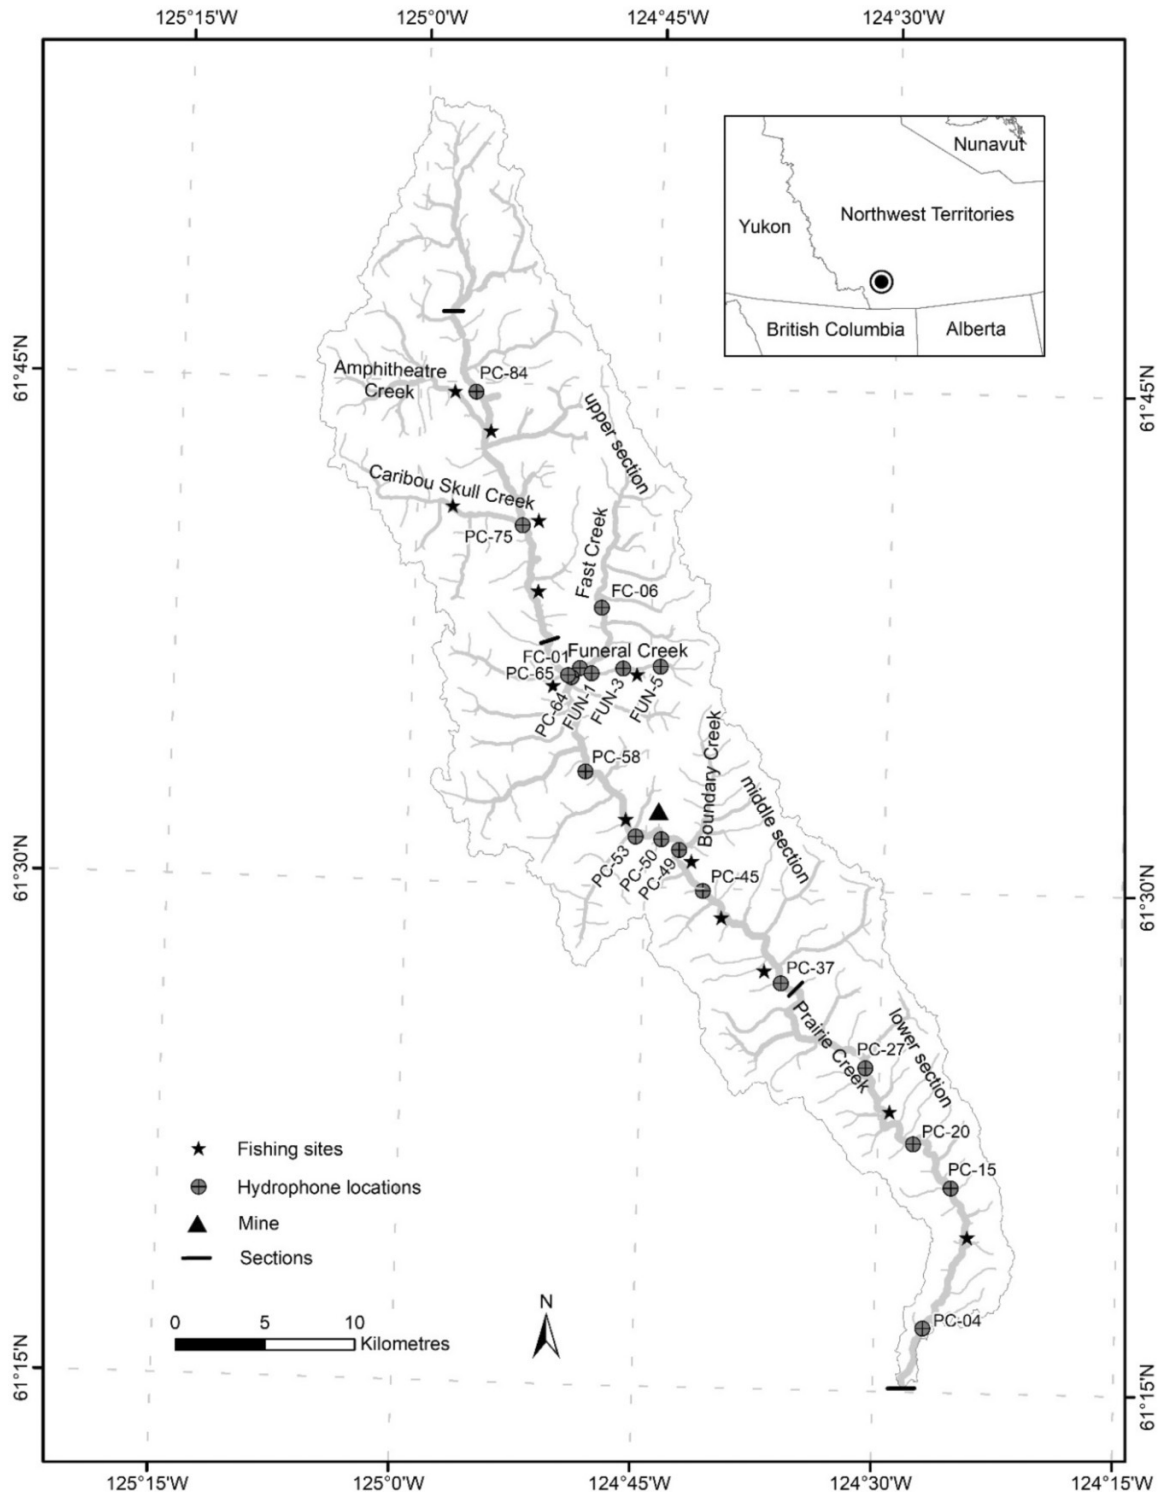 125°15'W
125°0'W
124°45'W
124°30'W
Nunavut
Northwest Territories
Yukon
British Columbia
Alberta
61°45'N
61°45'N
Amphitheatre
Creek
PC-84
upper section
Caribou Skull Creek
PC-75
Fast Creek
FC-06
FC-01
Funeral Creek
PC-65
PC-64
FUN-1
FUN-3
FUN-5
Boundary Creek
PC-58
middle section
PC-53
PC-50
PC-49
PC-45
61°30'N
61°30'N
PC-37
Prairie Creek
lower section
PC-27
PC-20
PC-15
PC-04
Fishing sites
Hydrophone locations
Mine
Sections
0 5 10
Kilometres
N
61°15'N
61°15'N
125°15'W
125°0'W
124°45'W
124°30'W
124°15'W